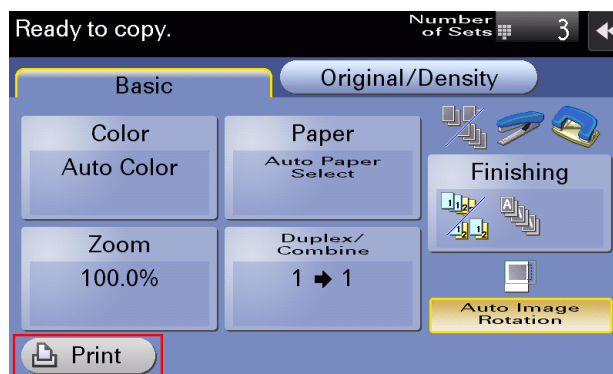 Ready to copy.
Number of Sets 3
Basic
Original/Density
Color
Auto Color
Paper
Auto Paper
Select
Finishing
Zoom
100.0%
Duplex/
Combine
1 → 1
Auto Image
Rotation
Print